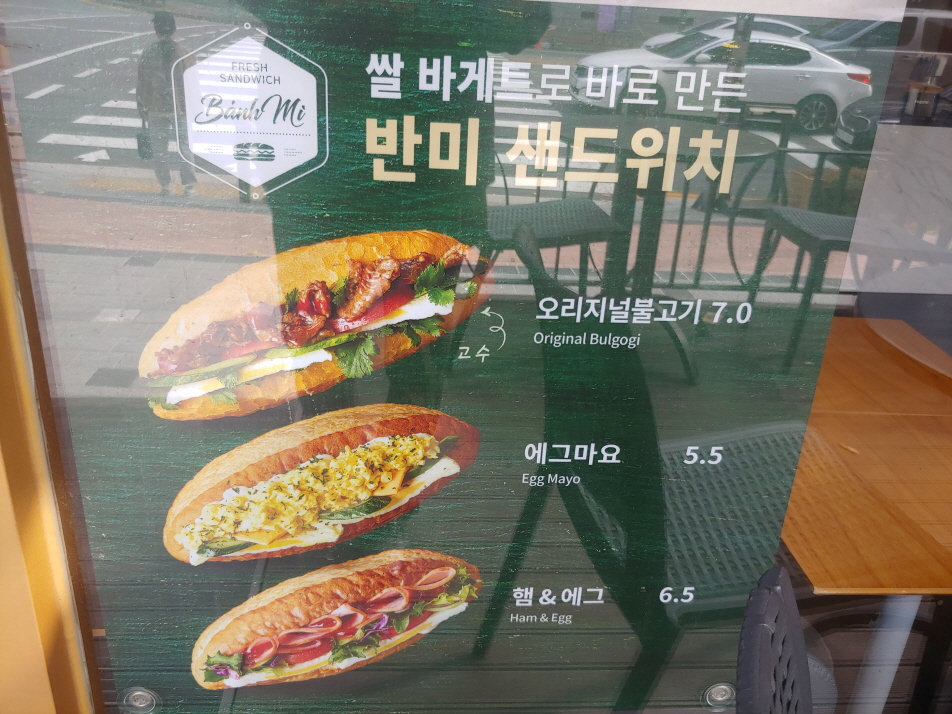 FRESH
SANDWICH
Bánh Mì
쌀 바게트로 바로 만든
반미 샌드위치
오리지널불고기 7.0
Original Bulgogi
고수
에그마요 5.5
Egg Mayo
햄 & 에그 6.5
Ham & Egg